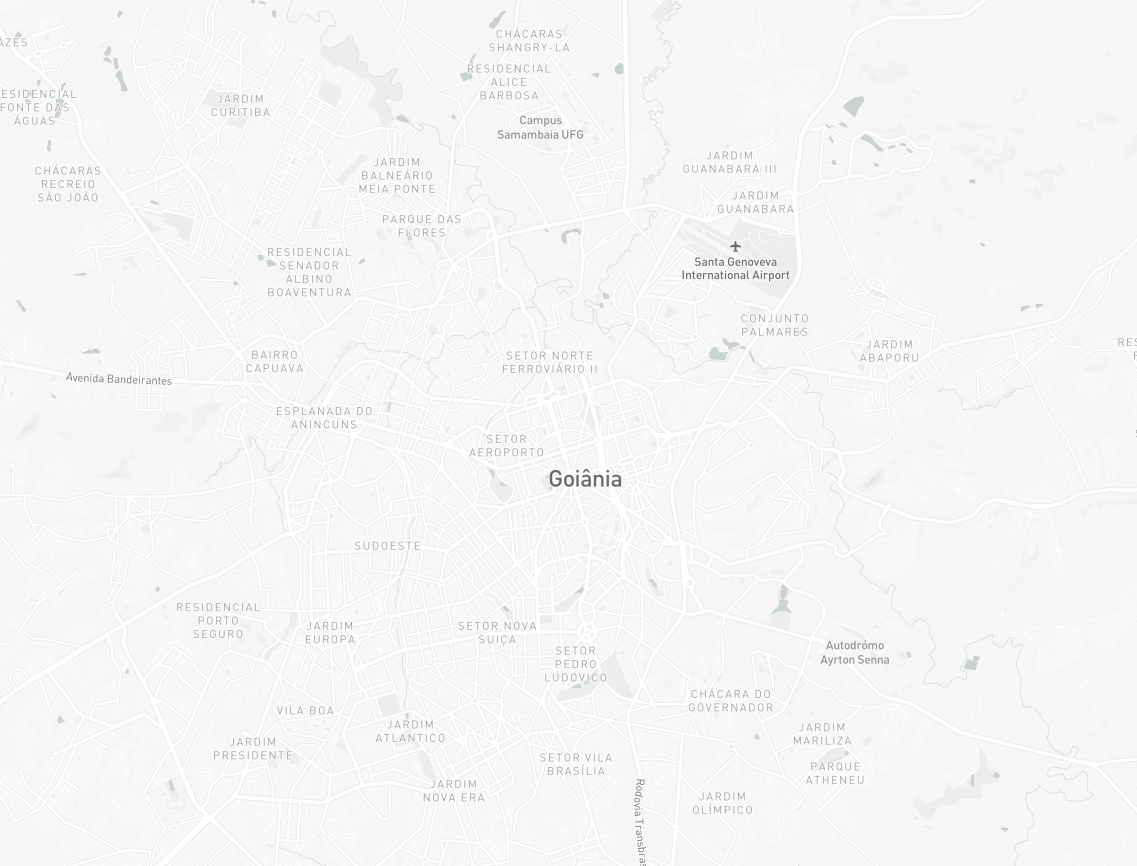 CHÁCARAS
SHANGRY-LA
RESIDENCIAL
ALICE
BARBOSA
JARDIM
CURITIBA
FONTE DAS
ÁGUAS
Campus
Samambaia UFG
JARDIM
BALNEÁRIO
MEIA PONTE
CHÁCARAS
RECREIO
SÃO JOÃO
JARDIM
GUANABARA III
JARDIM
GUANABARA
PARQUE DAS
FLORES
RESIDENCIAL
SENADOR
ALBINO
BOAVENTURA
Santa Genoveva
International Airport
CONJUNTO
PALMARES
JARDIM
ABAPORU
BAIRRO
CAPUAVA
SETOR NORTE
FERROVIÁRIO II
Avenida Bandeirantes
ESPLANADA DO
ANINCUNS
SETOR
AEROPORTO
Goiânia
SUDOESTE
RESIDENCIAL
PORTO
SEGURO
JARDIM
EUROPA
SETOR NOVA
SUIÇA
SETOR
PEDRO
LUDOVICO
Autodrómo
Ayrton Senna
CHÁCARA DO
GOVERNADOR
VILA BOA
JARDIM
ATLANTICO
JARDIM
PRESIDENTE
JARDIM
MARILIZA
SETOR VILA
BRASÍLIA
PARQUE
ATHENEU
JARDIM
NOVA ERA
JARDIM
OLÍMPICO
Rodovia